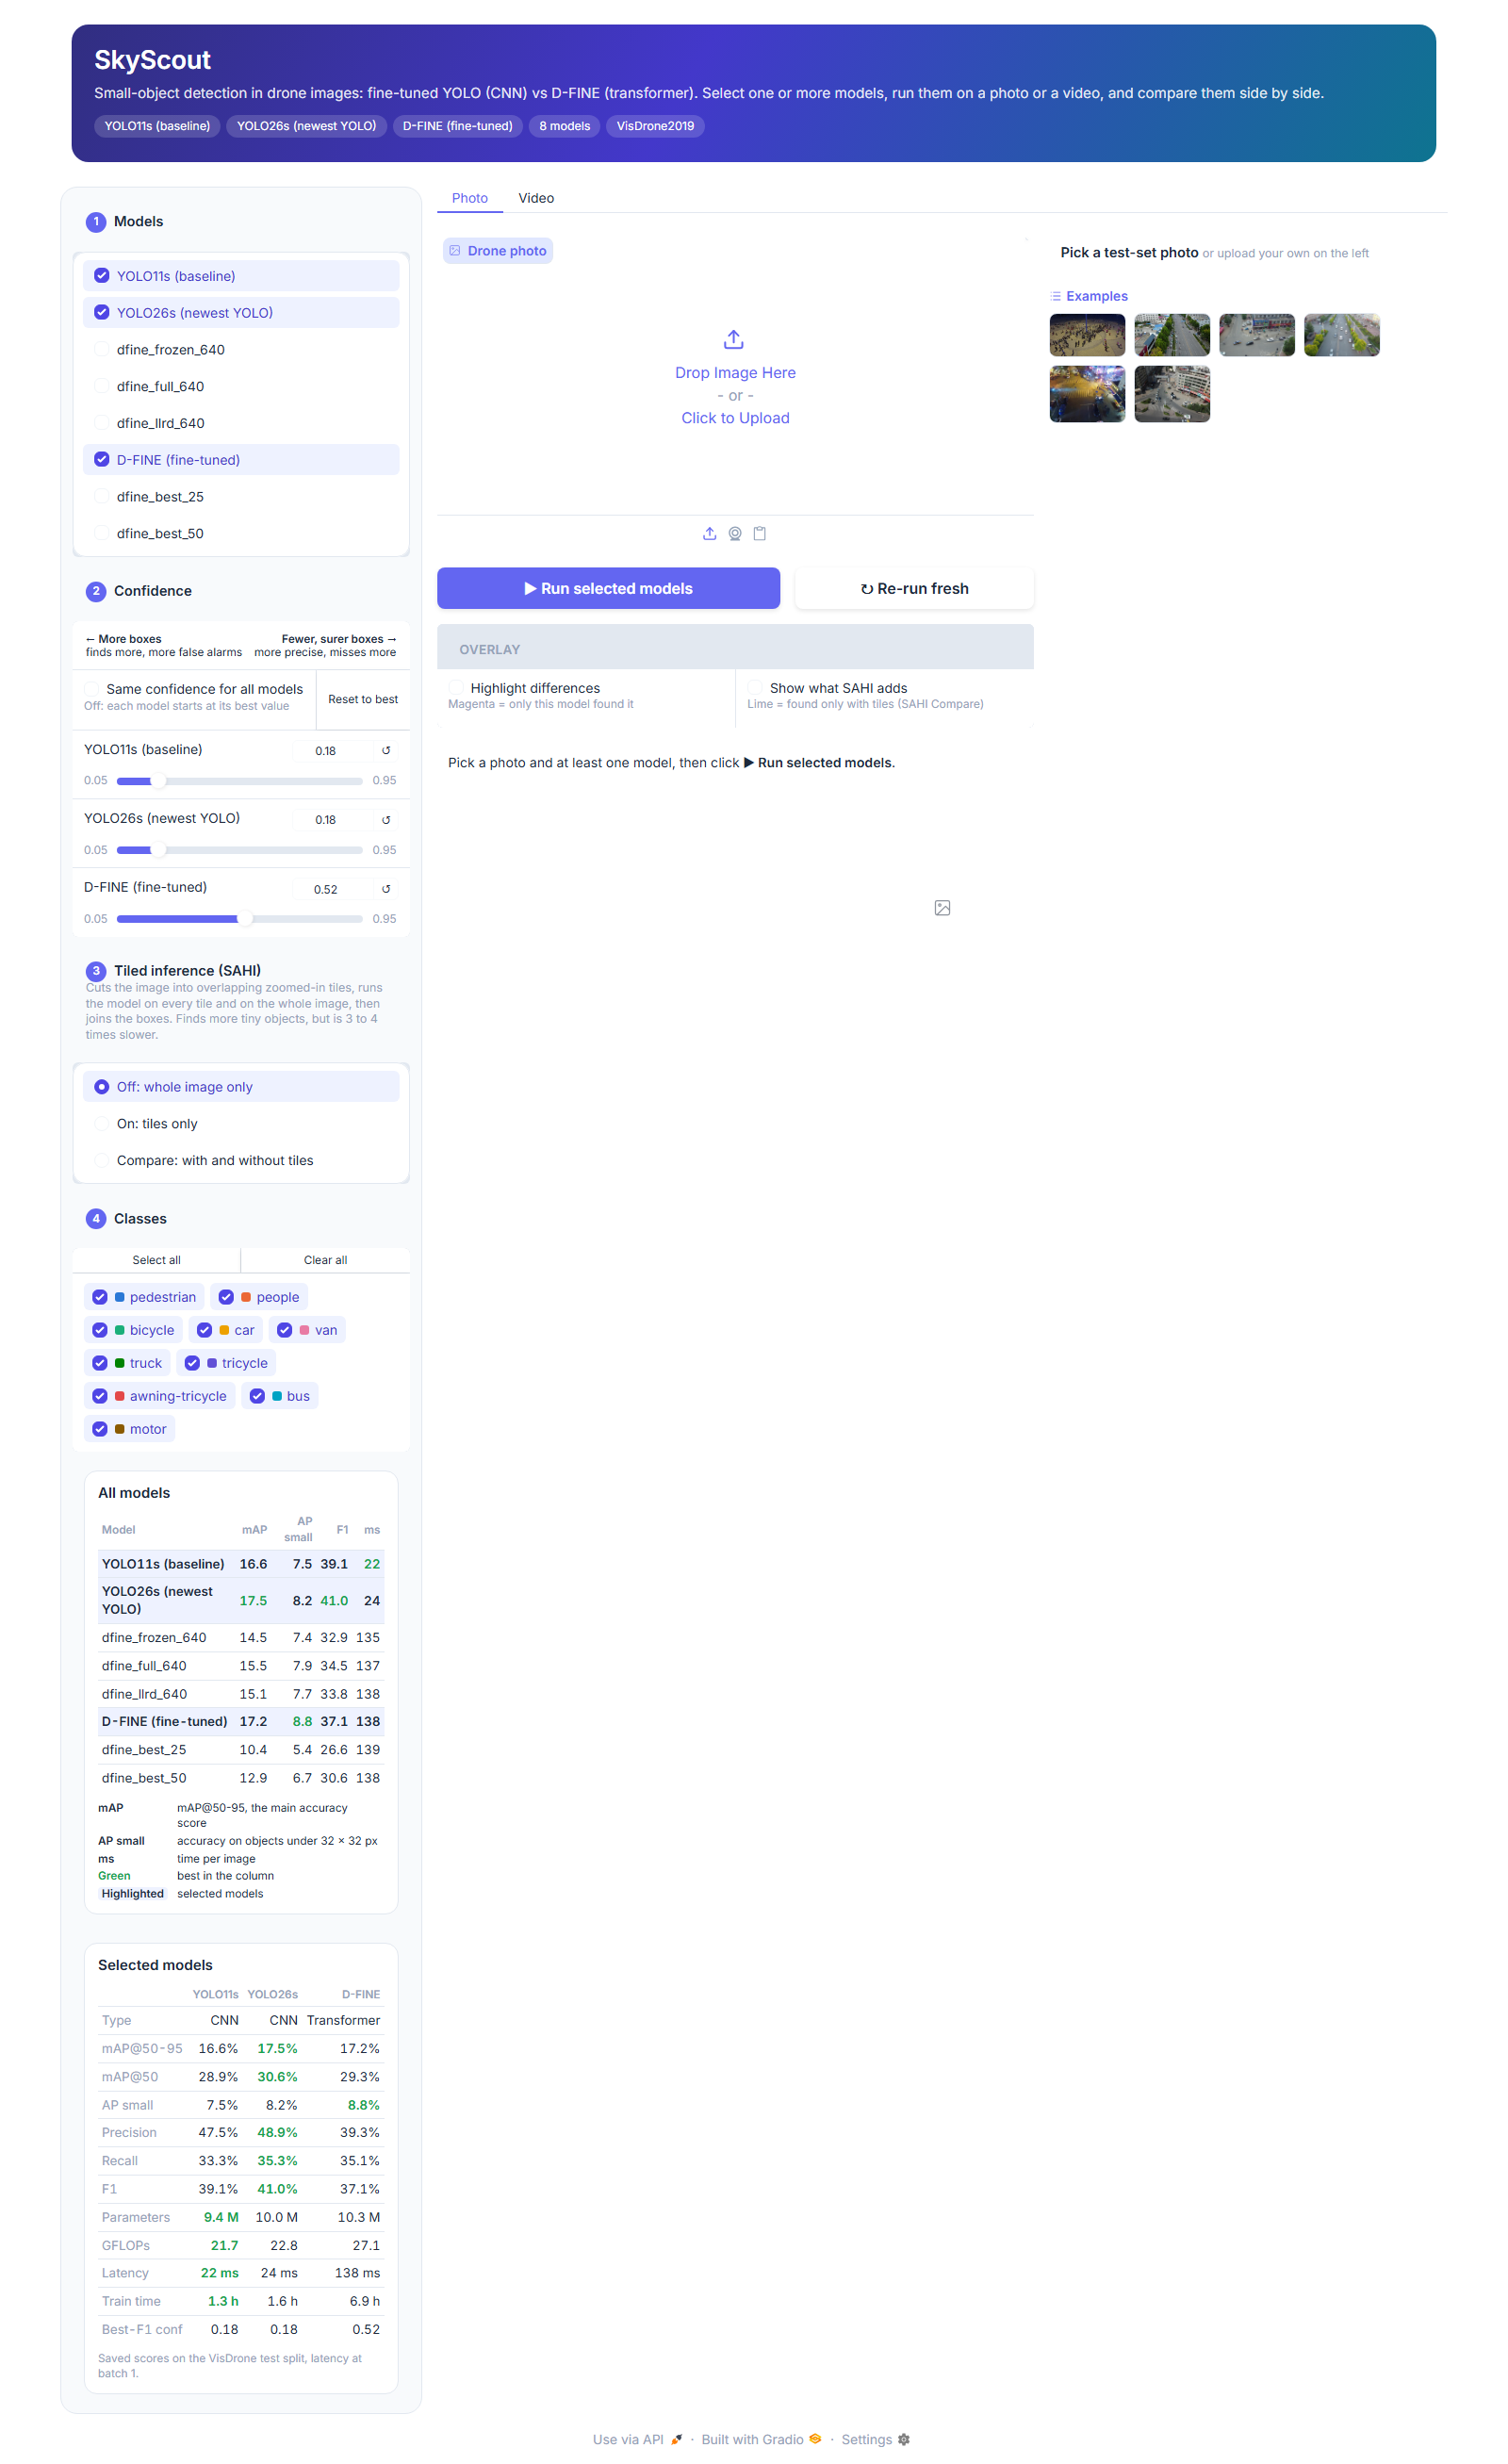 SkyScout
Small-object detection in drone images: fine-tuned YOLO (CNN) vs D-FINE (transformer). Select one or more models, run them on a photo or a video, and compare them side by side.
YOLO11s (baseline) YOLO26s (newest YOLO) D-FINE (fine-tuned) 8 models VisDrone2019
1 Models
YOLO11s (baseline)
YOLO26s (newest YOLO)
dfine_frozen_640
dfine_full_640
dfine_llrd_640
D-FINE (fine-tuned)
dfine_best_25
dfine_best_50
2 Confidence
← More boxes Fewer, surer boxes →
finds more, more false alarms more precise, misses more
Same confidence for all models Reset to best
Off: each model starts at its best value
YOLO11s (baseline) 0.18 ↺
0.05 0.95
YOLO26s (newest YOLO) 0.18 ↺
0.05 0.95
D-FINE (fine-tuned) 0.52 ↺
0.05 0.95
3 Tiled inference (SAHI)
Cuts the image into overlapping zoomed-in tiles, runs
the model on every tile and on the whole image, then
joins the boxes. Finds more tiny objects, but is 3 to 4
times slower.
Off: whole image only
On: tiles only
Compare: with and without tiles
4 Classes
Select all Clear all
pedestrian people
bicycle car van
truck tricycle
awning-tricycle bus
motor
All models
Model mAP AP small F1 ms
YOLO11s (baseline) 16.6 7.5 39.1 22
YOLO26s (newest YOLO) 17.5 8.2 41.0 24
dfine_frozen_640 14.5 7.4 32.9 135
dfine_full_640 15.5 7.9 34.5 137
dfine_llrd_640 15.1 7.7 33.8 138
D-FINE (fine-tuned) 17.2 8.8 37.1 138
dfine_best_25 10.4 5.4 26.6 139
dfine_best_50 12.9 6.7 30.6 138
mAP mAP@50-95, the main accuracy
score
AP small accuracy on objects under 32 × 32 px
ms time per image
Green best in the column
Highlighted selected models
Selected models
YOLO11s YOLO26s D-FINE
Type CNN CNN Transformer
mAP@50-95 16.6% 17.5% 17.2%
mAP@50 28.9% 30.6% 29.3%
AP small 7.5% 8.2% 8.8%
Precision 47.5% 48.9% 39.3%
Recall 33.3% 35.3% 35.1%
F1 39.1% 41.0% 37.1%
Parameters 9.4 M 10.0 M 10.3 M
GFLOPs 21.7 22.8 27.1
Latency 22 ms 24 ms 138 ms
Train time 1.3 h 1.6 h 6.9 h
Best-F1 conf 0.18 0.18 0.52
Saved scores on the VisDrone test split, latency at
batch 1.
Photo Video
Drone photo
Drop Image Here
- or -
Click to Upload
▶ Run selected models ↻ Re-run fresh
OVERLAY
Highlight differences Show what SAHI adds
Magenta = only this model found it Lime = found only with tiles (SAHI Compare)
Pick a photo and at least one model, then click ▶ Run selected models.
Pick a test-set photo or upload your own on the left
Examples
Use via API · Built with Gradio · Settings